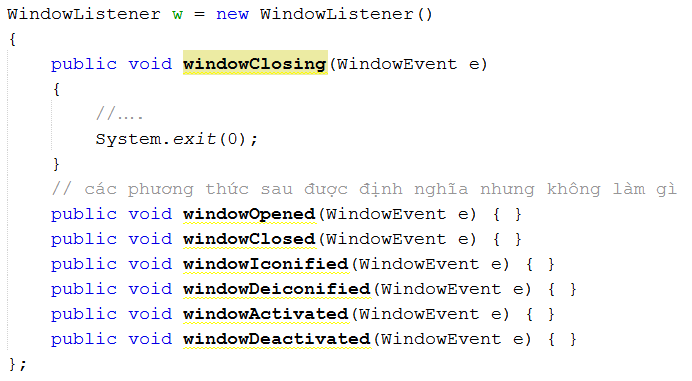 WindowListener w = new WindowListener()
{
    public void windowClosing(WindowEvent e)
    {
        //….
        System.exit(0);
    }
    // các phương thức sau được định nghĩa nhưng không làm gì
    public void windowOpened(WindowEvent e) { }
    public void windowClosed(WindowEvent e) { }
    public void windowIconified(WindowEvent e) { }
    public void windowDeiconified(WindowEvent e) { }
    public void windowActivated(WindowEvent e) { }
    public void windowDeactivated(WindowEvent e) { }
};